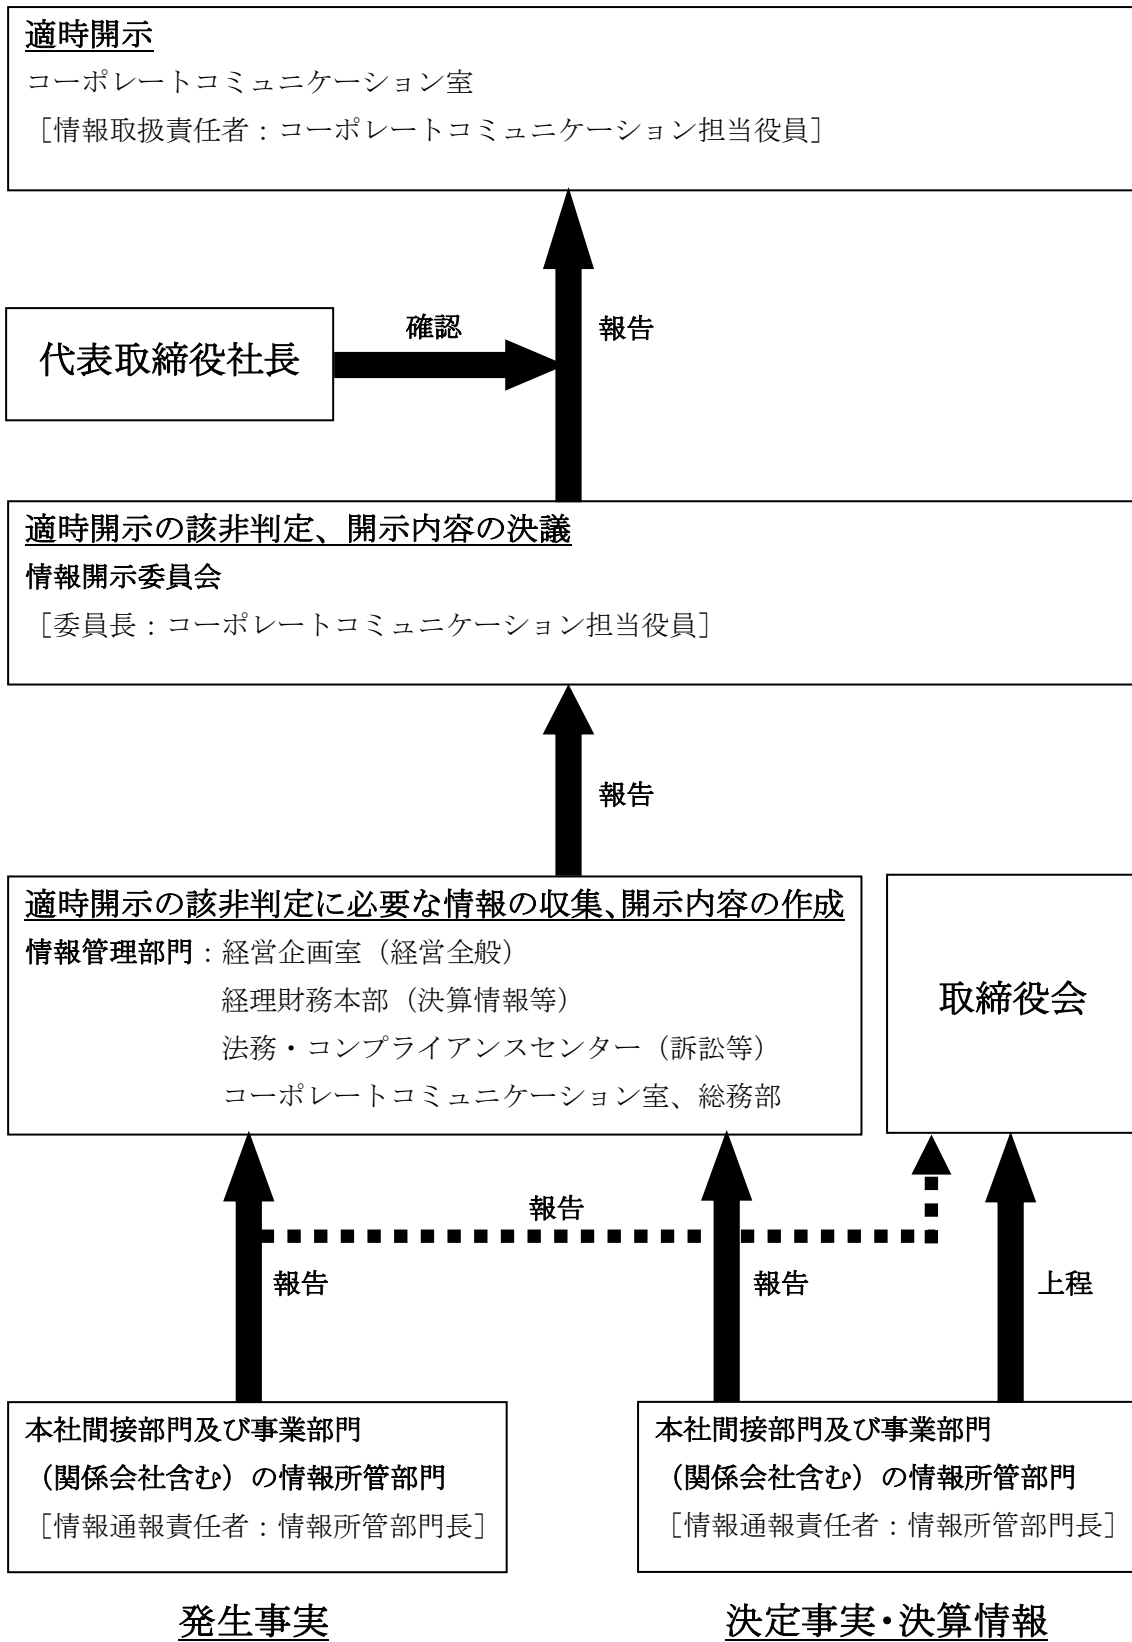 適時開示
コーポレートコミュニケーション室
［情報取扱責任者：コーポレートコミュニケーション担当役員］
代表取締役社長
確認
報告
適時開示の該非判定、開示内容の決議
情報開示委員会
［委員長：コーポレートコミュニケーション担当役員］
報告
適時開示の該非判定に必要な情報の収集、開示内容の作成
情報管理部門：経営企画室（経営全般）
経理財務本部（決算情報等）
法務・コンプライアンスセンター（訴訟等）
コーポレートコミュニケーション室、総務部
取締役会
報告
報告
報告
上程
本社間接部門及び事業部門
（関係会社含む）の情報所管部門
［情報通報責任者：情報所管部門長］
本社間接部門及び事業部門
（関係会社含む）の情報所管部門
［情報通報責任者：情報所管部門長］
発生事実
決定事実・決算情報